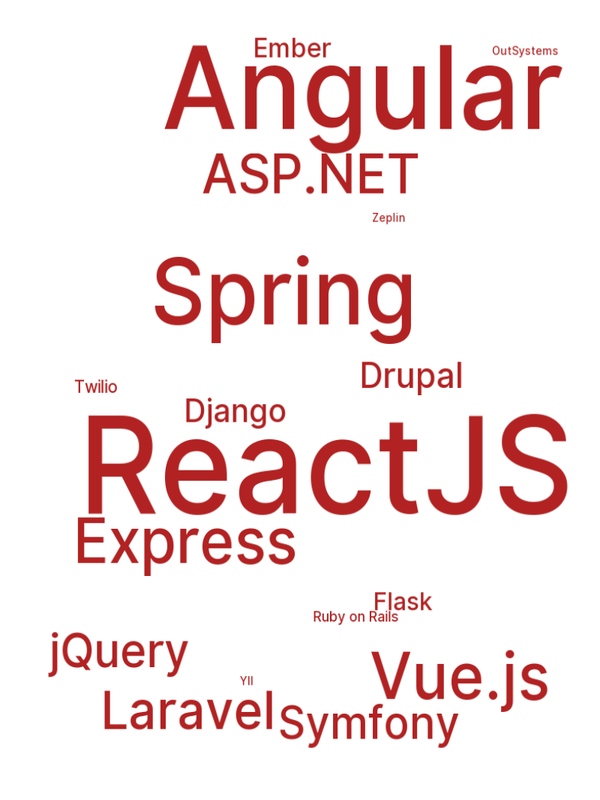 Ember
OutSystems
Angular
ASP.NET
Zeplin
Spring
Drupal
Twilio
Django
ReactJS
Express
Flask
Ruby on Rails
jQuery
Vue.js
YII
Laravel
Symfony